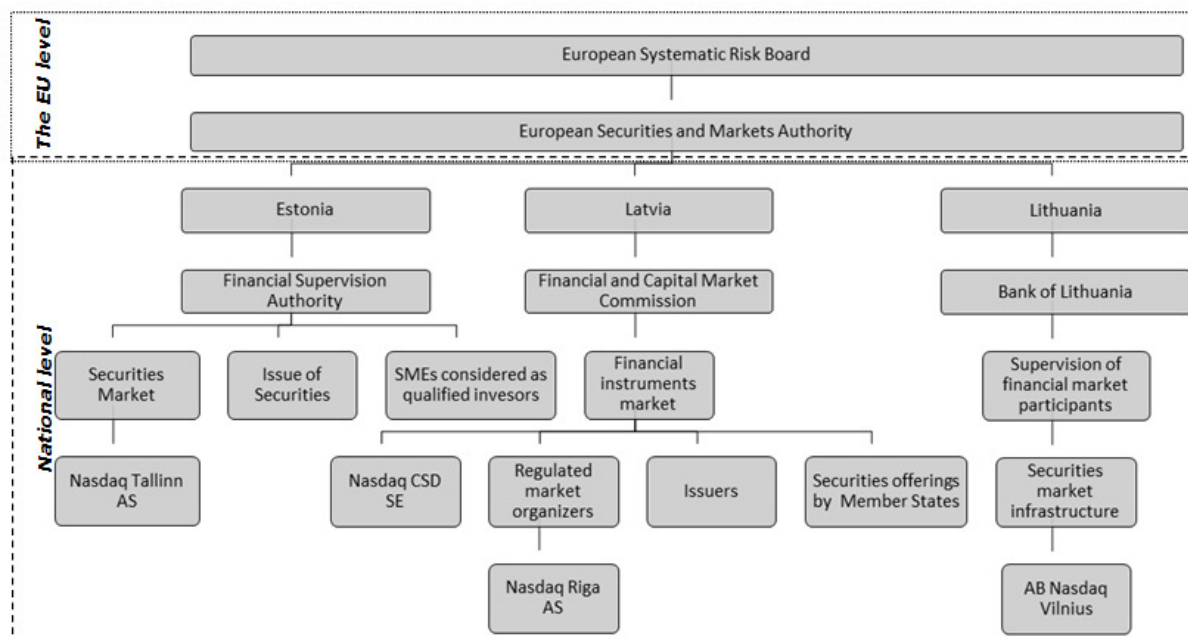 The EU level
European Systematic Risk Board
European Securities and Markets Authority
National level
Estonia
Latvia
Lithuania
Financial Supervision
Authority
Financial and Capital Market
Commission
Bank of Lithuania
Securities
Market
Issue of
Securities
SMEs considered as
qualified invesors
Financial
instruments
market
Supervision of
financial market
participants
Nasdaq Tallinn
AS
Nasdaq CSD
SE
Regulated
market
organizers
Issuers
Securities offerings
by Member States
Securities
market
infrastructure
Nasdaq Riga
AS
AB Nasdaq
Vilnius